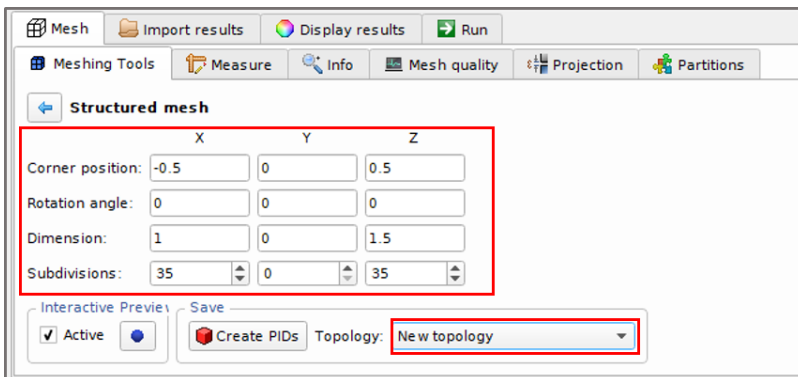 Mesh Import results Display results Run
Meshing Tools Measure Info Mesh quality Projection Partitions
Structured mesh
X Y Z
Corner position: -0.5 0 0.5
Rotation angle: 0 0 0
Dimension: 1 0 1.5
Subdivisions: 35 0 35
Interactive Previev Save
Active Create PIDs Topology: New topology